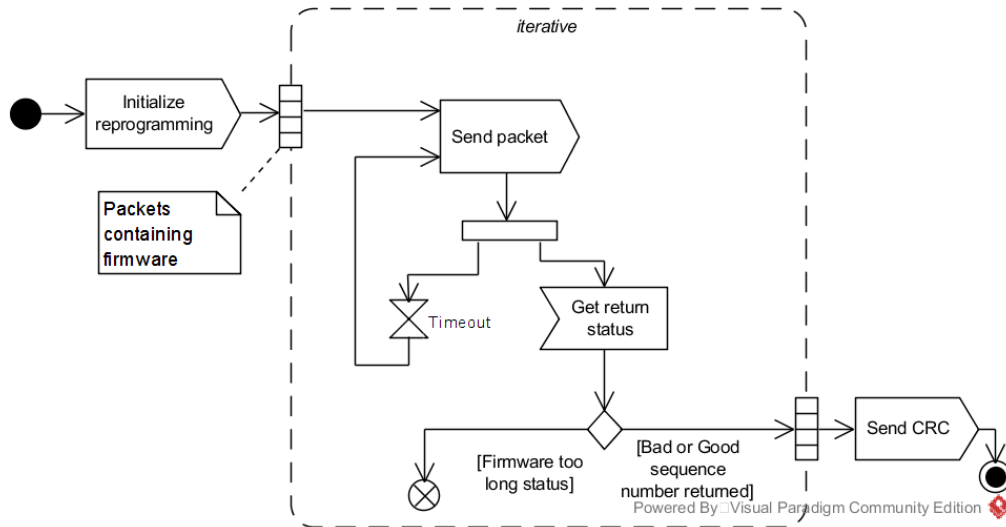 iterative
Initialize
reprogramming
Send packet
Packets
containing
firmware
Timeout
Get return
status
Send CRC
[Firmware too
long status]
[Bad or Good
sequence
number returned]
Powered By Visual Paradigm Community Edition